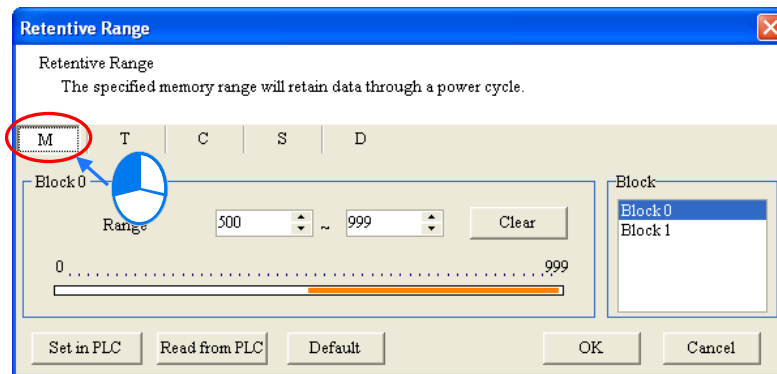 Retentive Range
Retentive Range
The specified memory range will retain data through a power cycle.
M T C S D
Block 0
Range 500 ~ 999 Clear
0 999
Block
Block 0
Block 1
Set in PLC Read from PLC Default OK Cancel